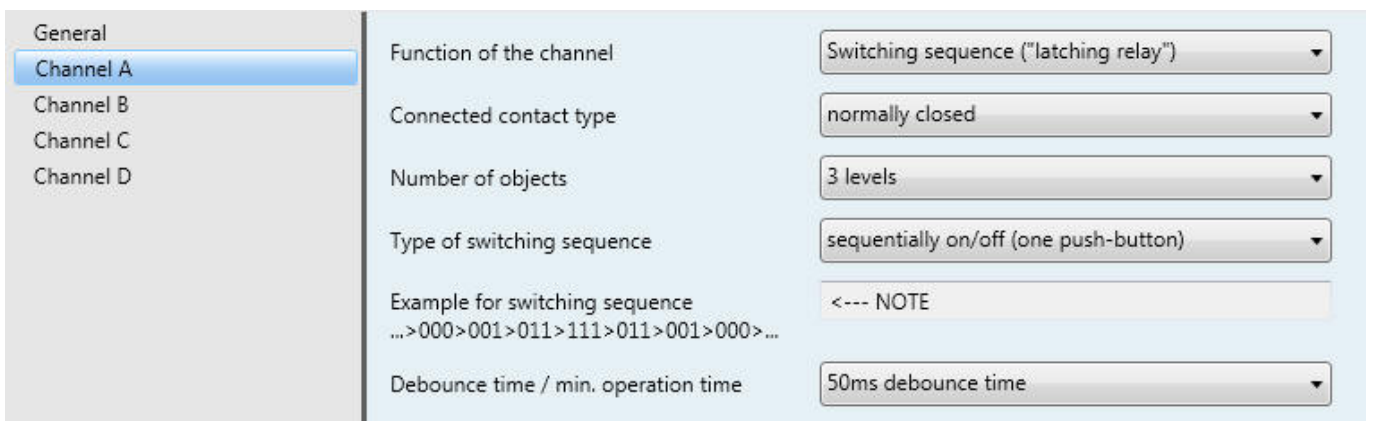 General
Channel A
Channel B
Channel C
Channel D
Function of the channel
Switching sequence ("latching relay")
Connected contact type
normally closed
Number of objects
3 levels
Type of switching sequence
sequentially on/off (one push-button)
Example for switching sequence
...>000>001>011>111>011>001>000>...
<--- NOTE
Debounce time / min. operation time
50ms debounce time